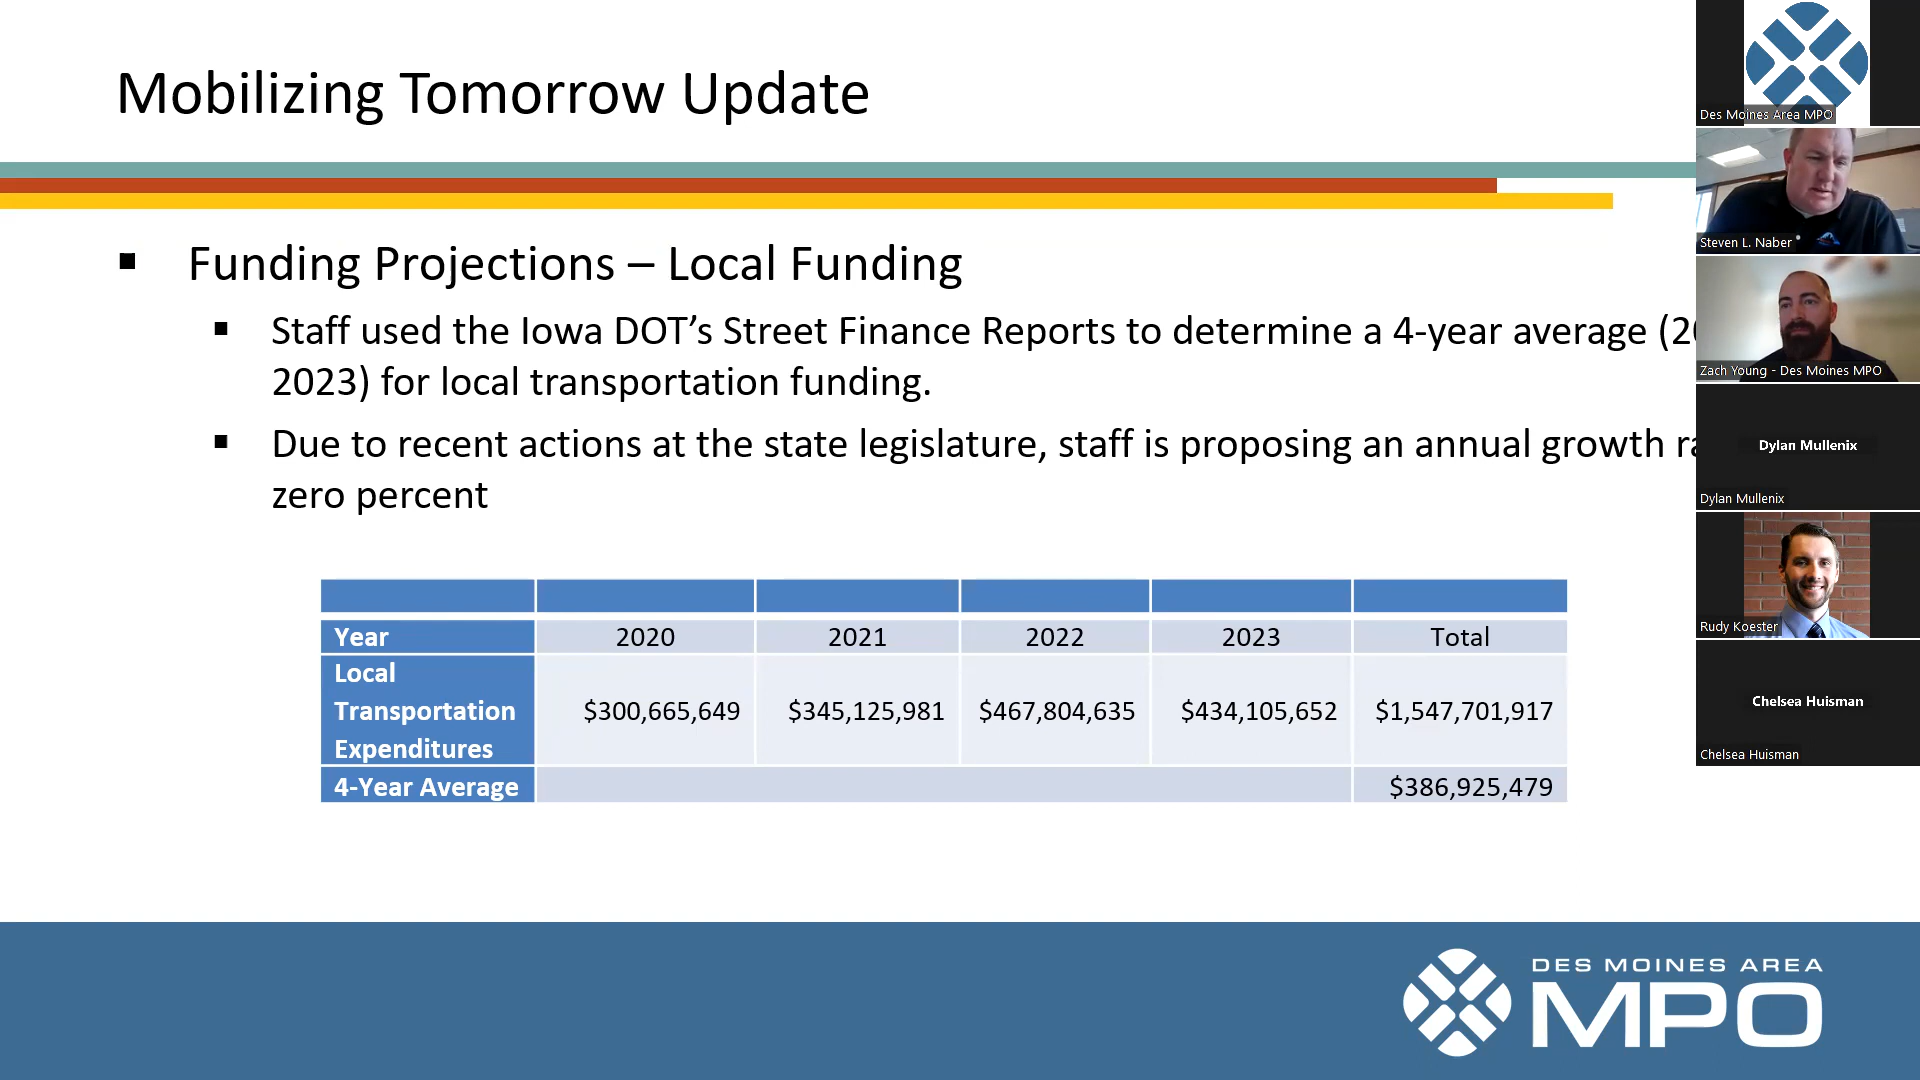 Mobilizing Tomorrow Update
Funding Projections – Local Funding
Staff used the Iowa DOT’s Street Finance Reports to determine a 4-year average
2023) for local transportation funding.
Due to recent actions at the state legislature, staff is proposing an annual growth
zero percent
Year 2020 2021 2022 2023 Total
Local
Transportation
Expenditures
$300,665,649 $345,125,981 $467,804,635 $434,105,652 $1,547,701,917
4-Year Average $386,925,479
DES MOINES AREA
MPO
Des Moines Area MPO
Steven L. Naber
Zach Young - Des Moines MPO
Dylan Mullenix
Dylan Mullenix
Rudy Koester
Chelsea Huisman
Chelsea Huisman